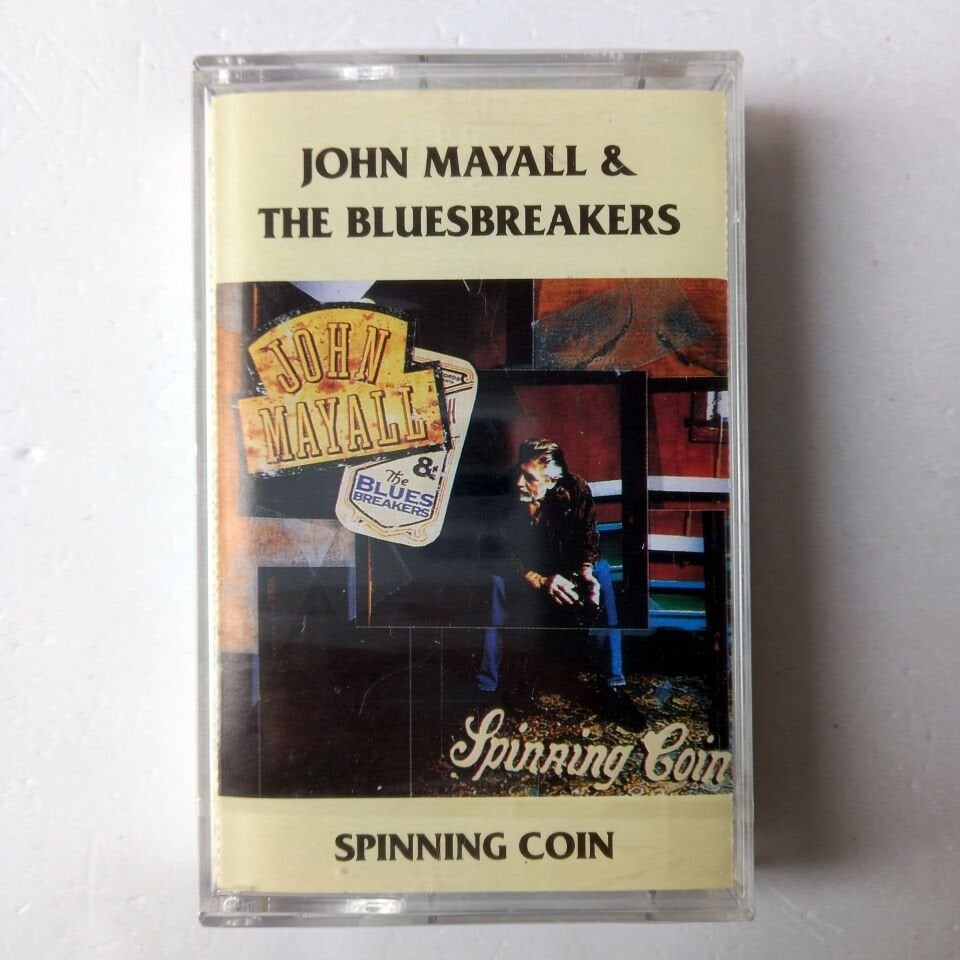 JOHN MAYALL &
THE BLUESBREAKERS
JOHN
MAYALL
&
The
BLUES
BREAKERS
Spinning Coin
SPINNING COIN